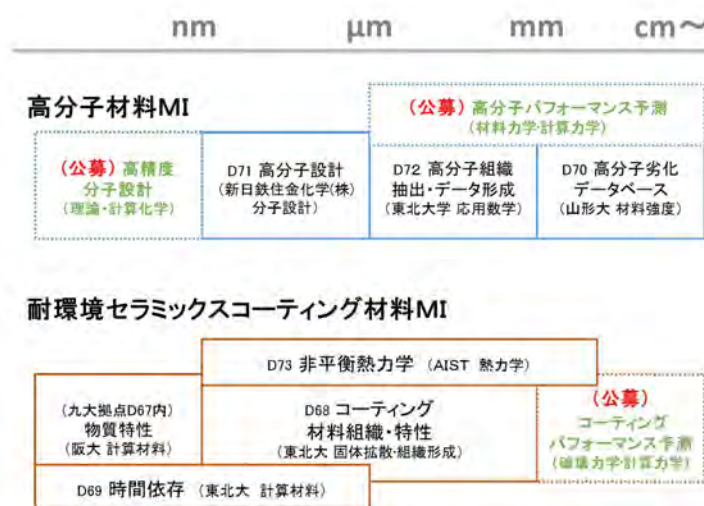 nm μm mm cm～
高分子材料MI
(公募) 高分子パフォーマンス予測
(材料力学・計算力学)
(公募) 高精度
分子設計
(理論・計算化学)
D71 高分子設計
(新日鉄住金化学(株)
分子設計)
D72 高分子組織
抽出・データ形成
(東北大学 応用数学)
D70 高分子劣化
データベース
(山形大 材料強度)
耐環境セラミックスコーティング材料MI
D73 非平衡熱力学 (AIST 熱力学)
(九大拠点D67内)
物質特性
(阪大 計算材料)
D68 コーティング
材料組織・特性
(東北大 固体拡散・組織形成)
(公募)
コーティング
パフォーマンス予測
(破壊力学・計算力学)
D69 時間依存 (東北大 計算材料)